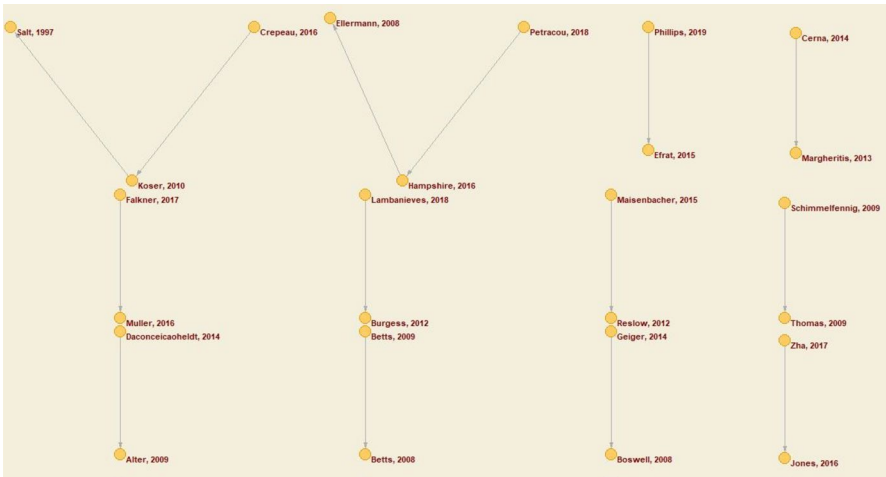 Salt, 1997
Crepeau, 2016
Ellermann, 2008
Petracou, 2018
Phillips, 2019
Cerna, 2014
Efrat, 2015
Margheritis, 2013
Koser, 2010
Hampshire, 2016
Falkner, 2017
Lambanieves, 2018
Maisenbacher, 2015
Schimmelfennig, 2009
Muller, 2016
Burgess, 2012
Reslow, 2012
Thomas, 2009
Daconceicaoheldt, 2014
Betts, 2009
Geiger, 2014
Zha, 2017
Alter, 2009
Betts, 2008
Boswell, 2008
Jones, 2016